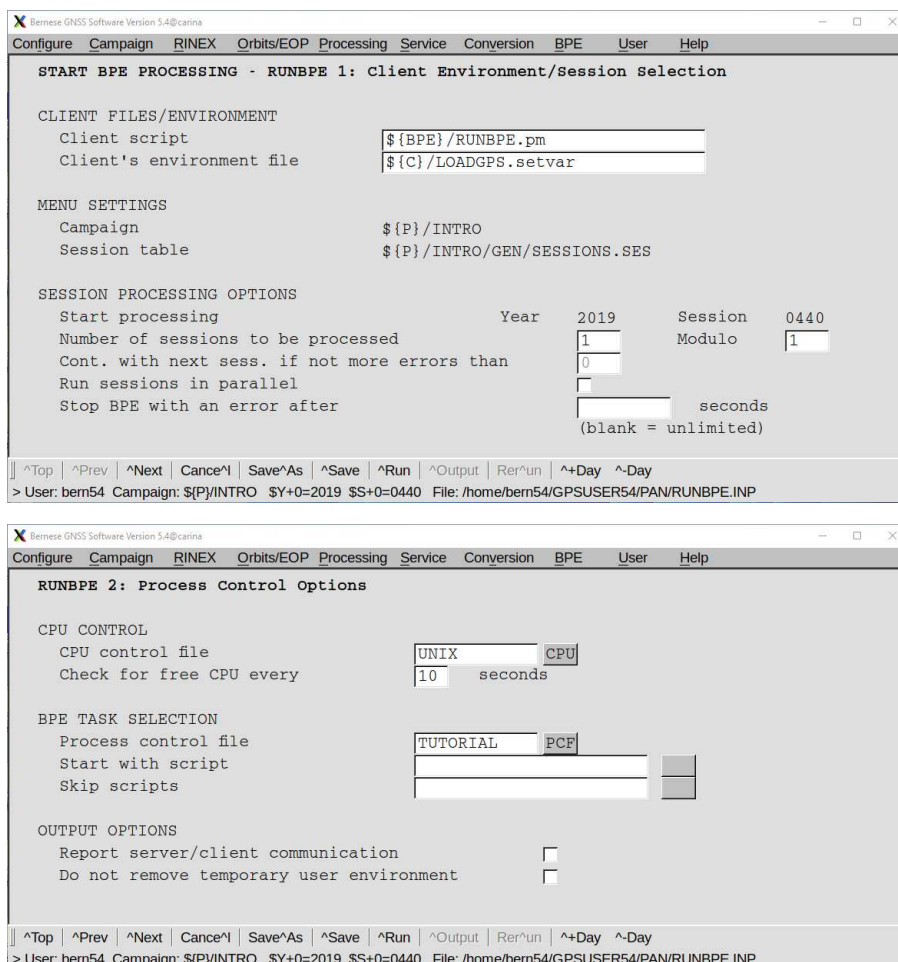 Bernese GNSS Software Version 5.4@carina
Configure Campaign RINEX Orbits/EOP Processing Service Conversion BPE User Help
START BPE PROCESSING - RUNBPE 1: Client Environment/Session Selection
CLIENT FILES/ENVIRONMENT
Client script ${BPE}/RUNBPE.pm
Client's environment file ${C}/LOADGPS.setvar
MENU SETTINGS
Campaign ${P}/INTRO
Session table ${P}/INTRO/GEN/SESSIONS.SES
SESSION PROCESSING OPTIONS
Start processing Year 2019 Session 0440
Number of sessions to be processed 1 Modulo 1
Cont. with next sess. if not more errors than 0
Run sessions in parallel
Stop BPE with an error after seconds
(blank = unlimited)
^Top | ^Prev | ^Next | Cance^l | Save^As | ^Save | ^Run | ^Output | Rer^un | ^+Day ^-Day
> User: bern54 Campaign: ${P}/INTRO $Y+0=2019 $S+0=0440 File: /home/bern54/GPSUSER54/PAN/RUNBPE.INP
Bernese GNSS Software Version 5.4@carina
Configure Campaign RINEX Orbits/EOP Processing Service Conversion BPE User Help
RUNBPE 2: Process Control Options
CPU CONTROL
CPU control file UNIX CPU
Check for free CPU every 10 seconds
BPE TASK SELECTION
Process control file TUTORIAL PCF
Start with script
Skip scripts
OUTPUT OPTIONS
Report server/client communication
Do not remove temporary user environment
^Top | ^Prev | ^Next | Cance^l | Save^As | ^Save | ^Run | ^Output | Rer^un | ^+Day ^-Day
> User: bern54 Campaign: ${P}/INTRO $Y+0=2019 $S+0=0440 File: /home/bern54/GPSUSER54/PAN/RUNBPE.INP